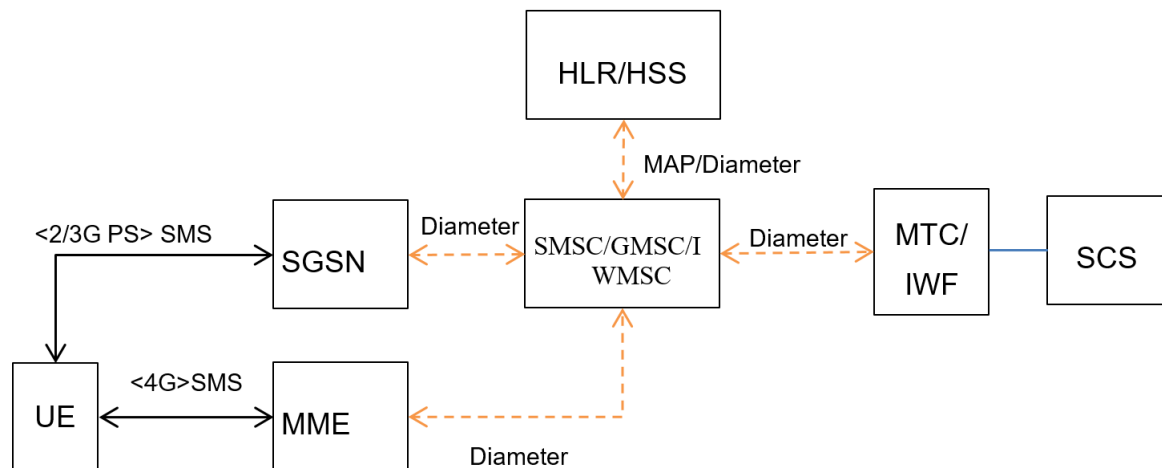 HLR/HSS
MAP/Diameter
<2/3G PS> SMS
Diameter
SGSN
SMSC/GMSC/I
WMSC
Diameter
MTC/
IWF
SCS
<4G>SMS
UE
MME
Diameter